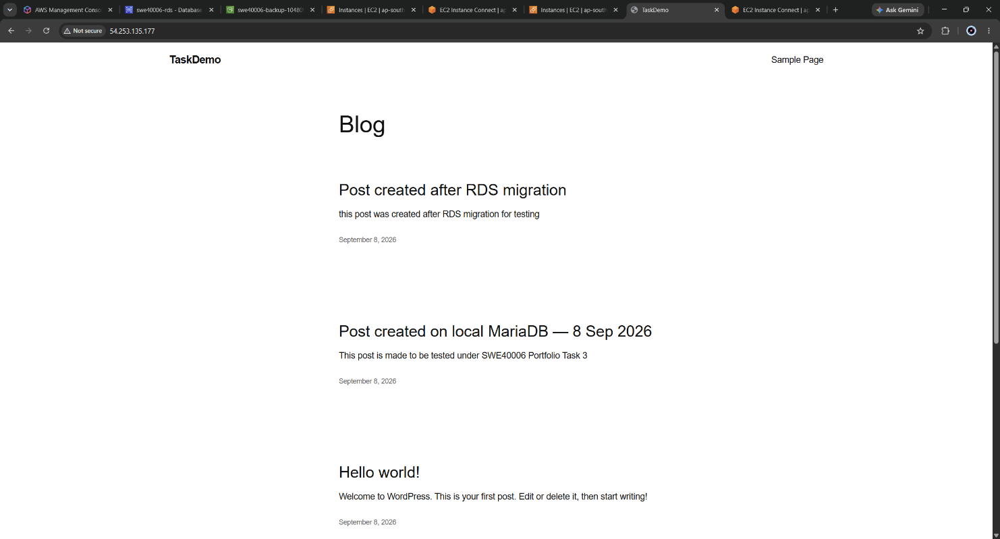 AWS Management Conso
swe40006-rds - Database
swe40006-backup-10480
Instances | EC2 | ap-south
EC2 Instance Connect | ap
Instances | EC2 | ap-south
TaskDemo
EC2 Instance Connect | ap
Ask Gemini
Not secure
54.253.135.177
TaskDemo
Sample Page
Blog
Post created after RDS migration
this post was created after RDS migration for testing
September 8, 2026
Post created on local MariaDB — 8 Sep 2026
This post is made to be tested under SWE40006 Portfolio Task 3
September 8, 2026
Hello world!
Welcome to WordPress. This is your first post. Edit or delete it, then start writing!
September 8, 2026